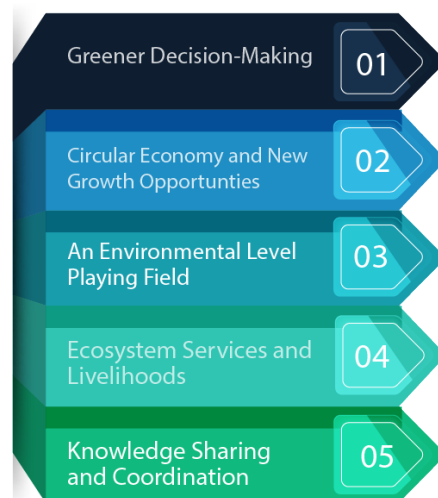 Greener Decision-Making
01
Circular Economy and New
Growth Opportunties
02
An Environmental Level
Playing Field
03
Ecosystem Services and
Livelihoods
04
Knowledge Sharing
and Coordination
05